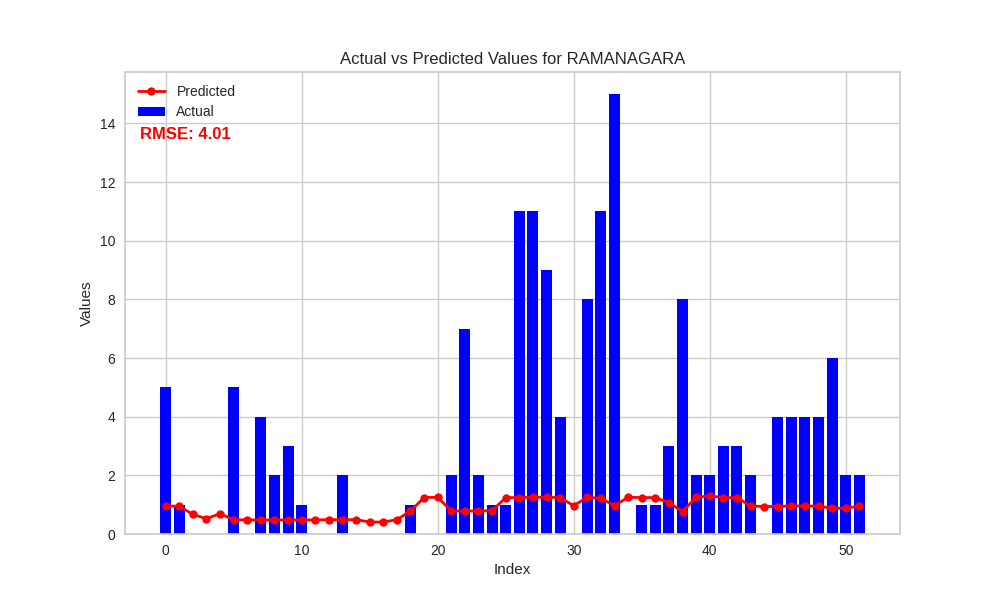 Actual vs Predicted Values for RAMANAGARA
Predicted
Actual
RMSE: 4.01
14
12
10
8
6
4
2
0
Values
0 10 20 30 40 50
Index